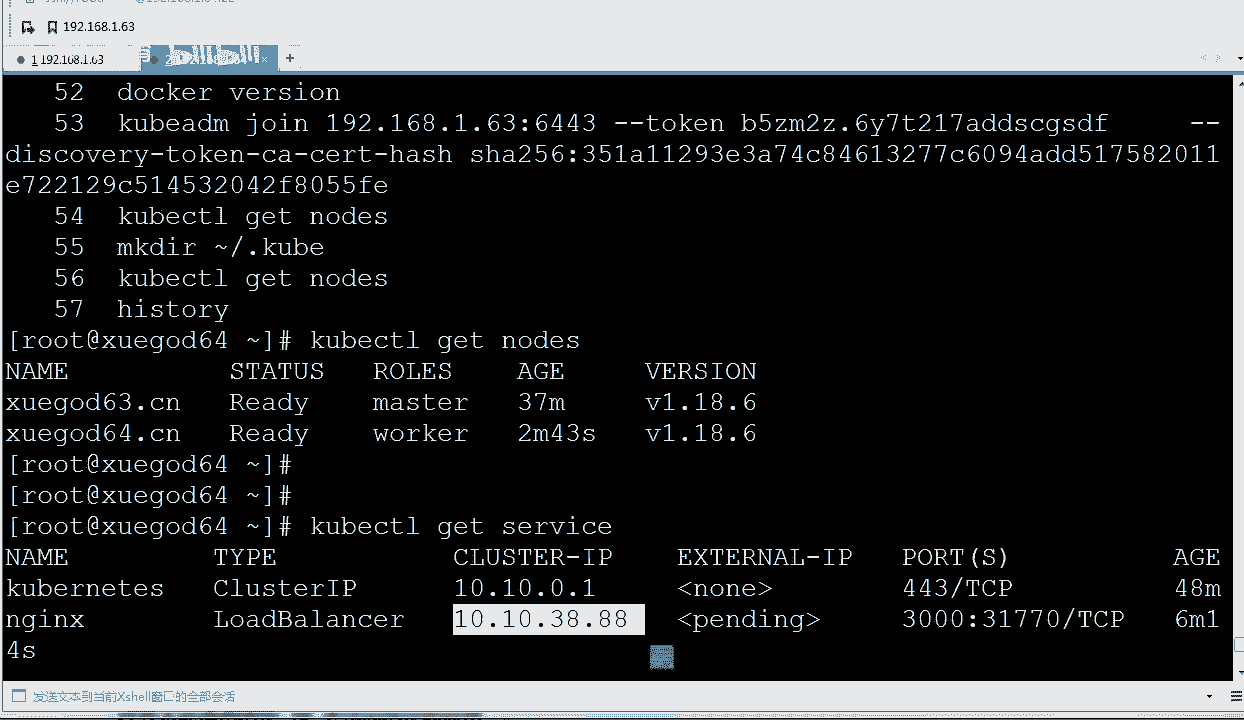 192.168.1.63
1 192.168.1.63
52 docker version
53 kubeadm join 192.168.1.63:6443 --token b5zm2z.6y7t217addscgsdf --
discovery-token-ca-cert-hash sha256:351a11293e3a74c84613277c6094add517582011
e722129c514532042f8055fe
54 kubectl get nodes
55 mkdir ~/.kube
56 kubectl get nodes
57 history
[root@xuegod64 ~]# kubectl get nodes
NAME STATUS ROLES AGE VERSION
xuegod63.cn Ready master 37m v1.18.6
xuegod64.cn Ready worker 2m43s v1.18.6
[root@xuegod64 ~]#
[root@xuegod64 ~]#
[root@xuegod64 ~]# kubectl get service
NAME TYPE CLUSTER-IP EXTERNAL-IP PORT(S) AGE
kubernetes ClusterIP 10.10.0.1 <none> 443/TCP 48m
nginx LoadBalancer 10.10.38.88 <pending> 3000:31770/TCP 6m1
4s
发送文本到当前Xshell窗口的全部会话